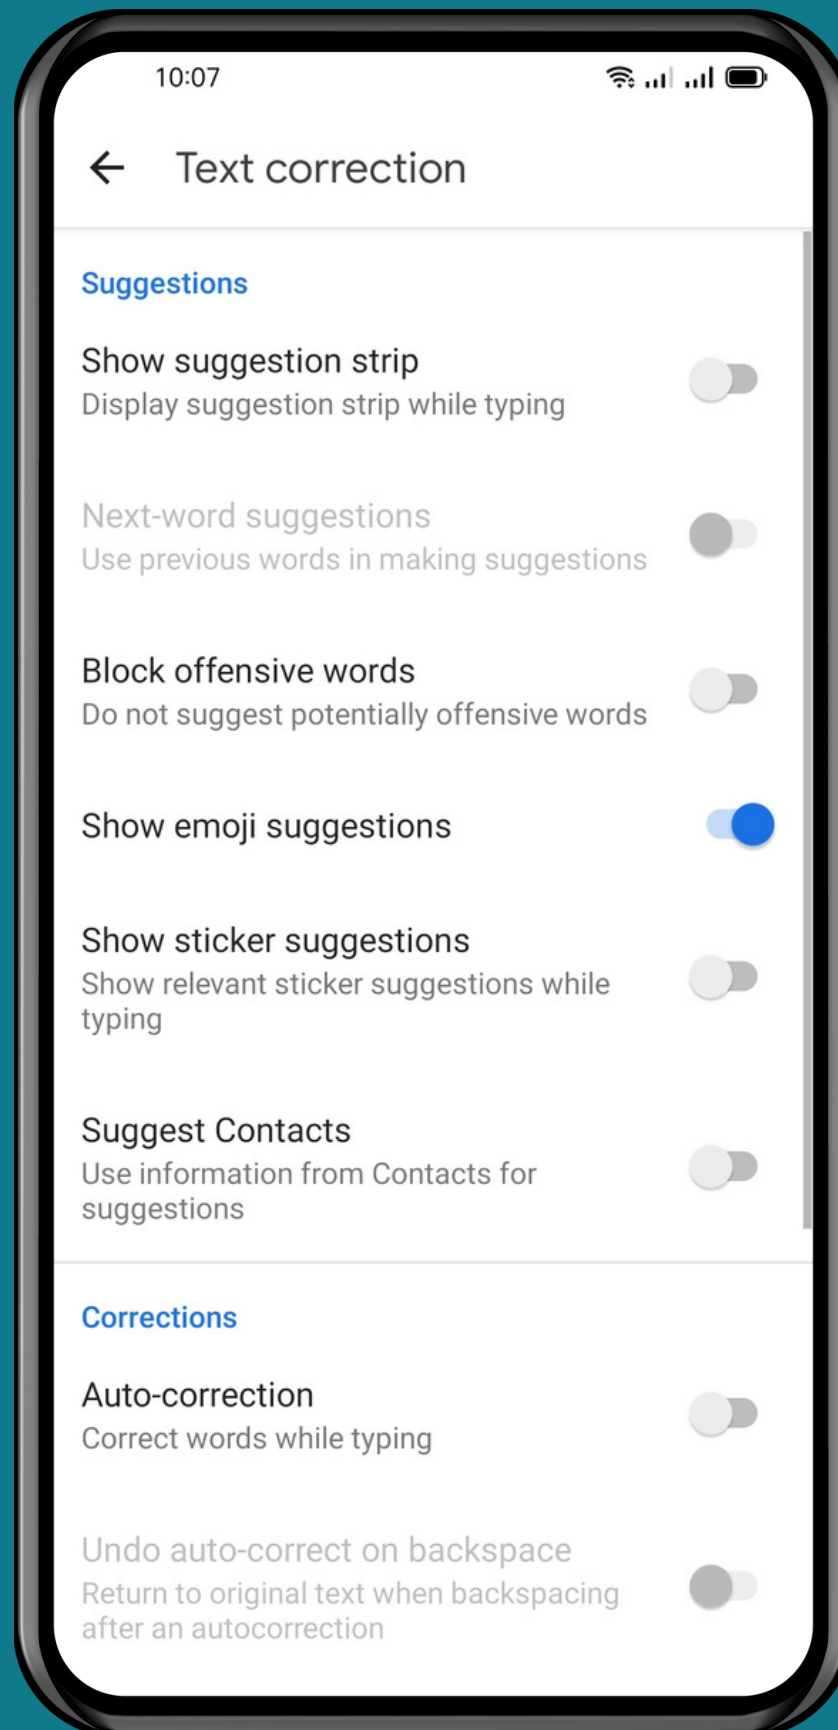 10:07
Text correction
Suggestions
Show suggestion strip
Display suggestion strip while typing
Next-word suggestions
Use previous words in making suggestions
Block offensive words
Do not suggest potentially offensive words
Show emoji suggestions
Show sticker suggestions
Show relevant sticker suggestions while
typing
Suggest Contacts
Use information from Contacts for
suggestions
Corrections
Auto-correction
Correct words while typing
Undo auto-correct on backspace
Return to original text when backspacing
after an autocorrection